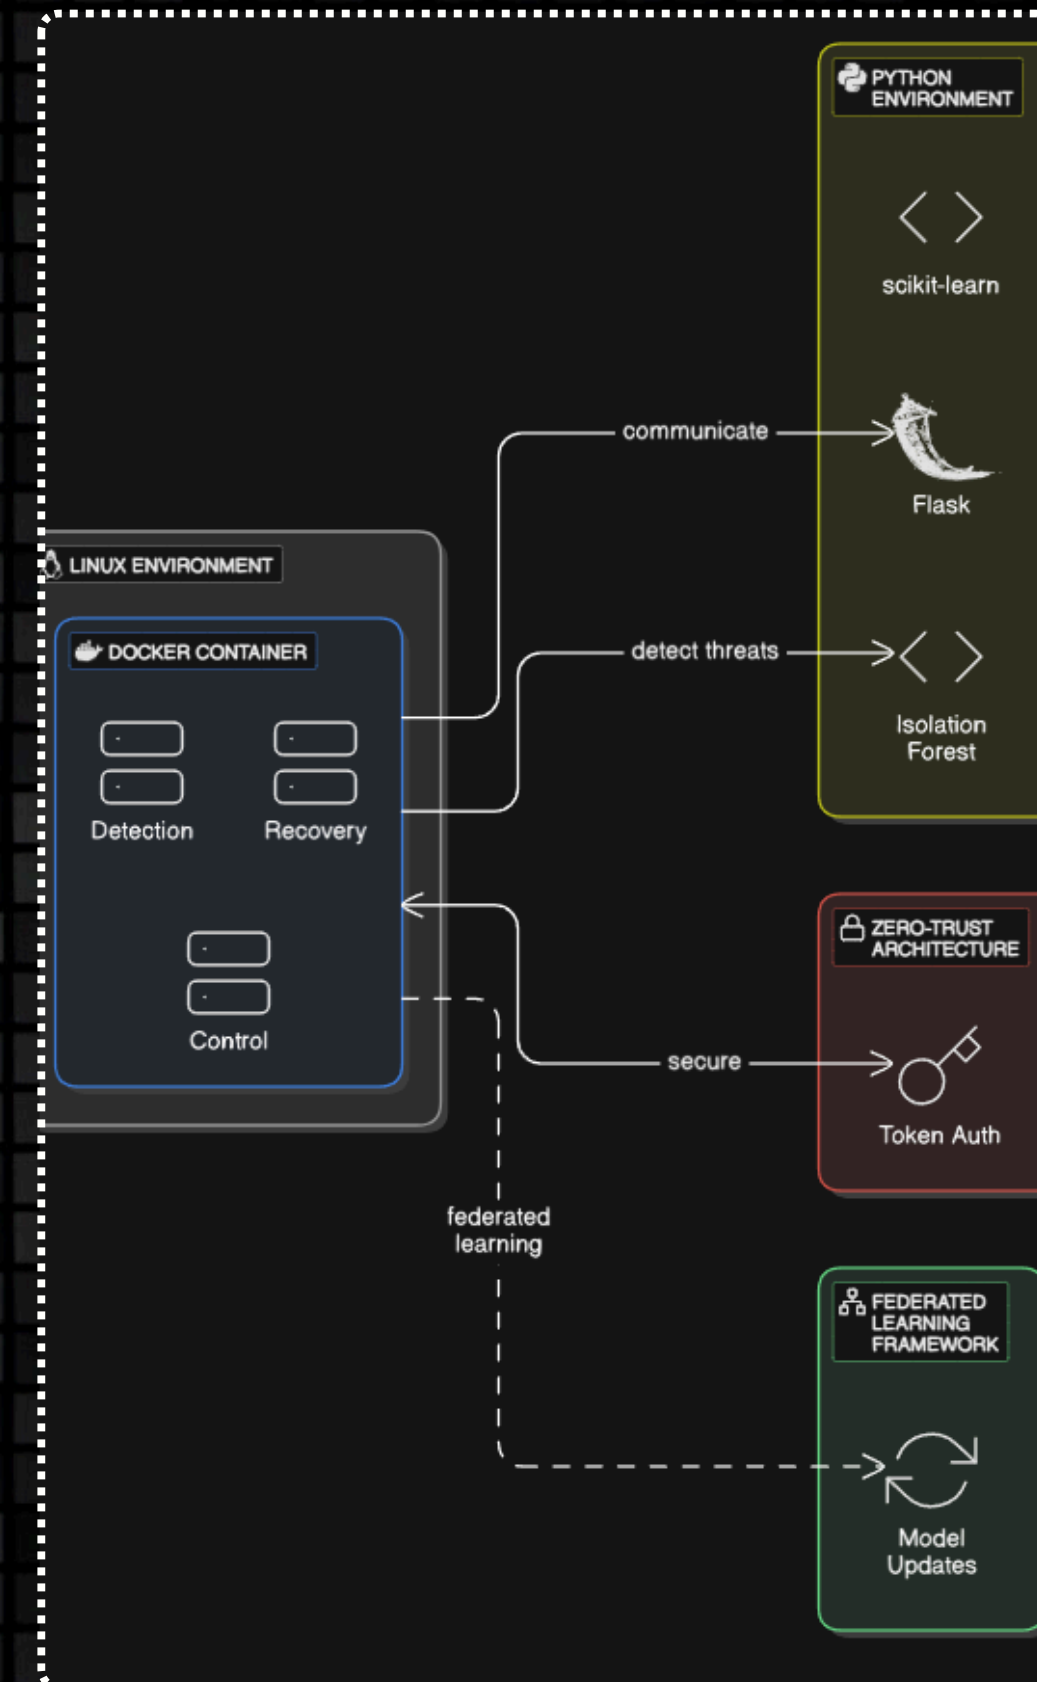 PYTHON
ENVIRONMENT
scikit-learn
communicate
Flask
LINUX ENVIRONMENT
DOCKER CONTAINER
detect threats
Isolation
Forest
Detection
Recovery
Control
ZERO-TRUST
ARCHITECTURE
secure
Token Auth
federated
learning
FEDERATED
LEARNING
FRAMEWORK
Model
Updates